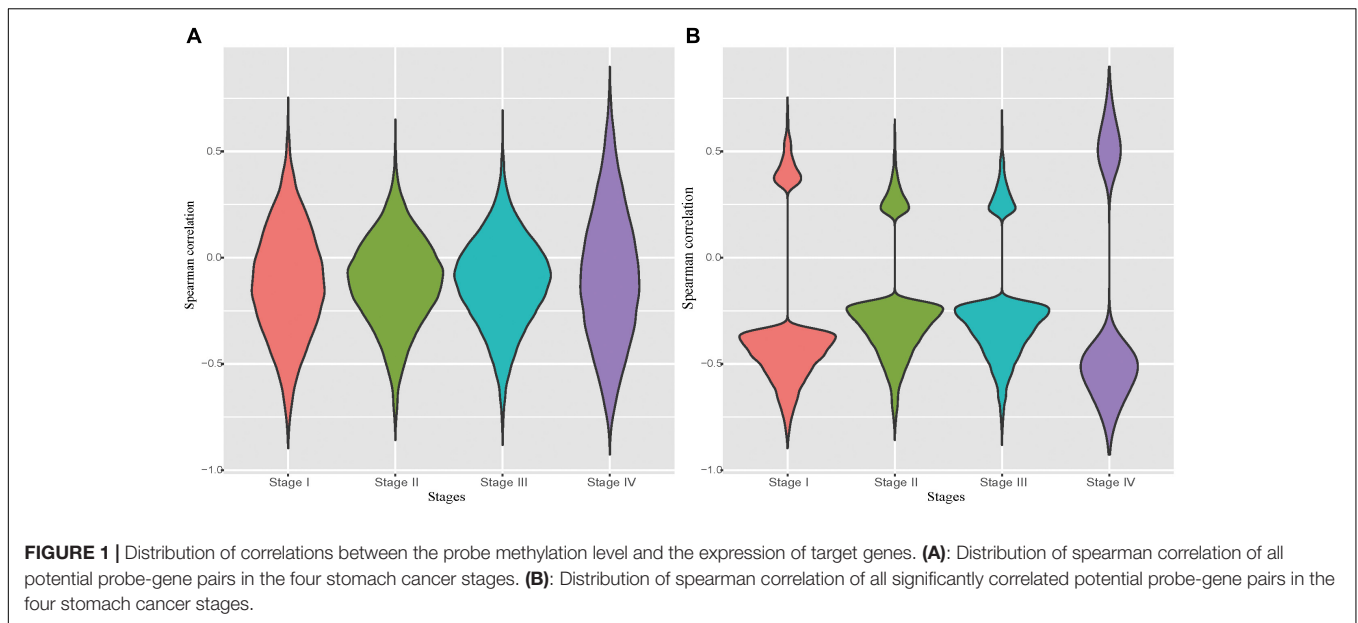 A
B
Spearman correlation
0.5
0.0
−0.5
−1.0
Stage I
Stage II
Stage III
Stage IV
Stages
Spearman correlation
0.5
0.0
−0.5
−1.0
Stage I
Stage II
Stage III
Stage IV
Stages
FIGURE 1 | Distribution of correlations between the probe methylation level and the expression of target genes. (A): Distribution of spearman correlation of all
potential probe-gene pairs in the four stomach cancer stages. (B): Distribution of spearman correlation of all significantly correlated potential probe-gene pairs in the
four stomach cancer stages.